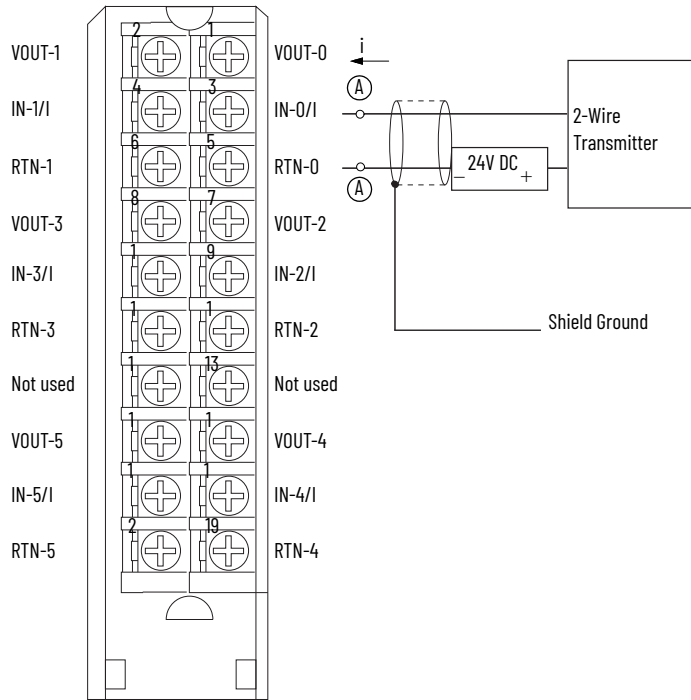 2 1
VOUT-1 VOUT-0 i
4 3 A
IN-1/I IN-0/I 2-Wire
Transmitter
6 5
RTN-1 RTN-0 24V DC
− +
A
8 7
VOUT-3 VOUT-2
1 9
IN-3/I IN-2/I
1 1
RTN-3 RTN-2 Shield Ground
1 13
Not used Not used
1 1
VOUT-5 VOUT-4
1 1
IN-5/I IN-4/I
2 19
RTN-5 RTN-4